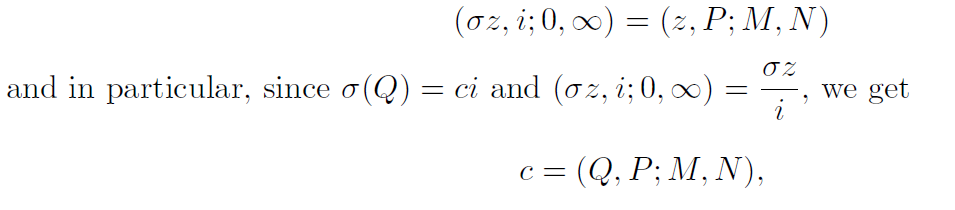 (σz, i; 0, ∞) = (z, P; M, N)
and in particular, since σ(Q) = ci and (σz, i; 0, ∞) = σz/i, we get
c = (Q, P; M, N),